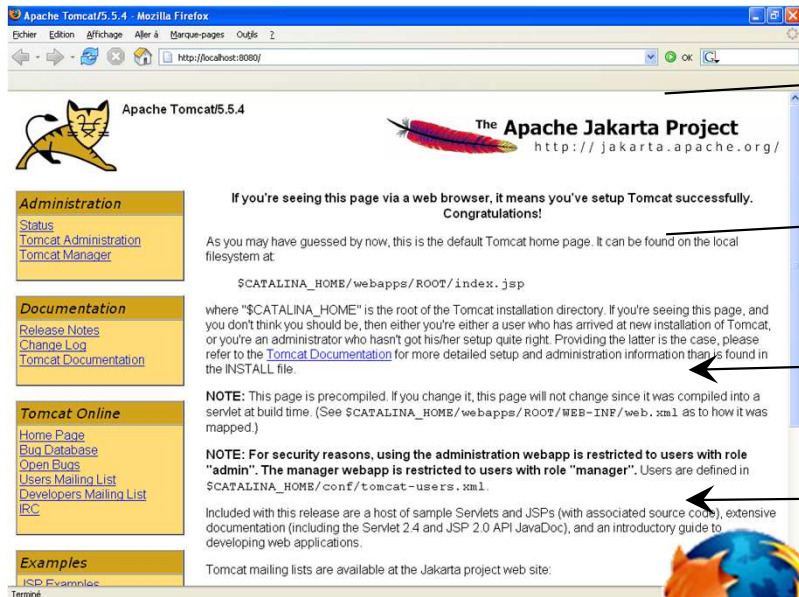 Apache Tomcat/5.5.4 - Mozilla Firefox
Fichier Edition Affichage Aller à Marque-pages Outils ?
http://localhost:8080/
OK
G
Apache Tomcat/5.5.4
The Apache Jakarta Project
http://jakarta.apache.org/
Administration
Status
Tomcat Administration
Tomcat Manager
Documentation
Release Notes
Change Log
Tomcat Documentation
Tomcat Online
Home Page
Bug Database
Open Bugs
Users Mailing List
Developers Mailing List
IRC
Examples
JSP Examples
If you're seeing this page via a web browser, it means you've setup Tomcat successfully.
Congratulations!
As you may have guessed by now, this is the default Tomcat home page. It can be found on the local
filesystem at:
$CATALINA_HOME/webapps/ROOT/index.jsp
where "$CATALINA_HOME" is the root of the Tomcat installation directory. If you're seeing this page, and
you don't think you should be, then either you're either a user who has arrived at new installation of Tomcat,
or you're an administrator who hasn't got his/her setup quite right. Providing the latter is the case, please
refer to the Tomcat Documentation for more detailed setup and administration information than is found in
the INSTALL file.
NOTE: This page is precompiled. If you change it, this page will not change since it was compiled into a
servlet at build time. (See $CATALINA_HOME/webapps/ROOT/WEB-INF/web.xml as to how it was
mapped.)
NOTE: For security reasons, using the administration webapp is restricted to users with role
"admin". The manager webapp is restricted to users with role "manager". Users are defined in
$CATALINA_HOME/conf/tomcat-users.xml.
Included with this release are a host of sample Servlets and JSPs (with associated source code), extensive
documentation (including the Servlet 2.4 and JSP 2.0 API JavaDoc), and an introductory guide to
developing web applications.
Tomcat mailing lists are available at the Jakarta project web site:
Terminé